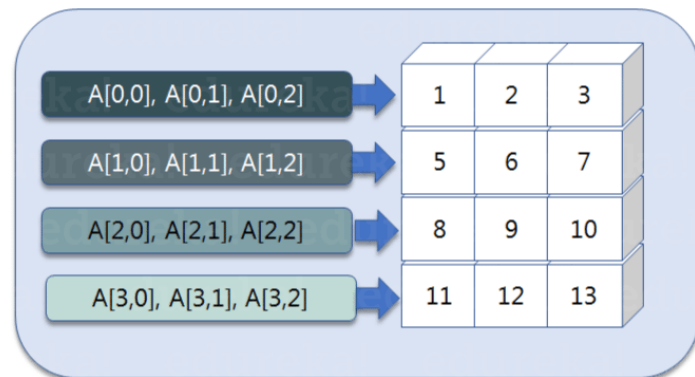 A[0,0], A[0,1], A[0,2] 1 2 3
A[1,0], A[1,1], A[1,2] 5 6 7
A[2,0], A[2,1], A[2,2] 8 9 10
A[3,0], A[3,1], A[3,2] 11 12 13